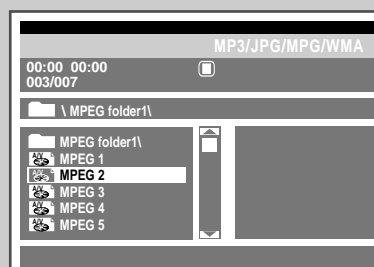 MP3/JPG/MPG/WMA
00:00 00:00
003/007
\ MPEG folder1\
MPEG folder1\
A/V MPEG 1
A/V MPEG 2
A/V MPEG 3
A/V MPEG 4
A/V MPEG 5